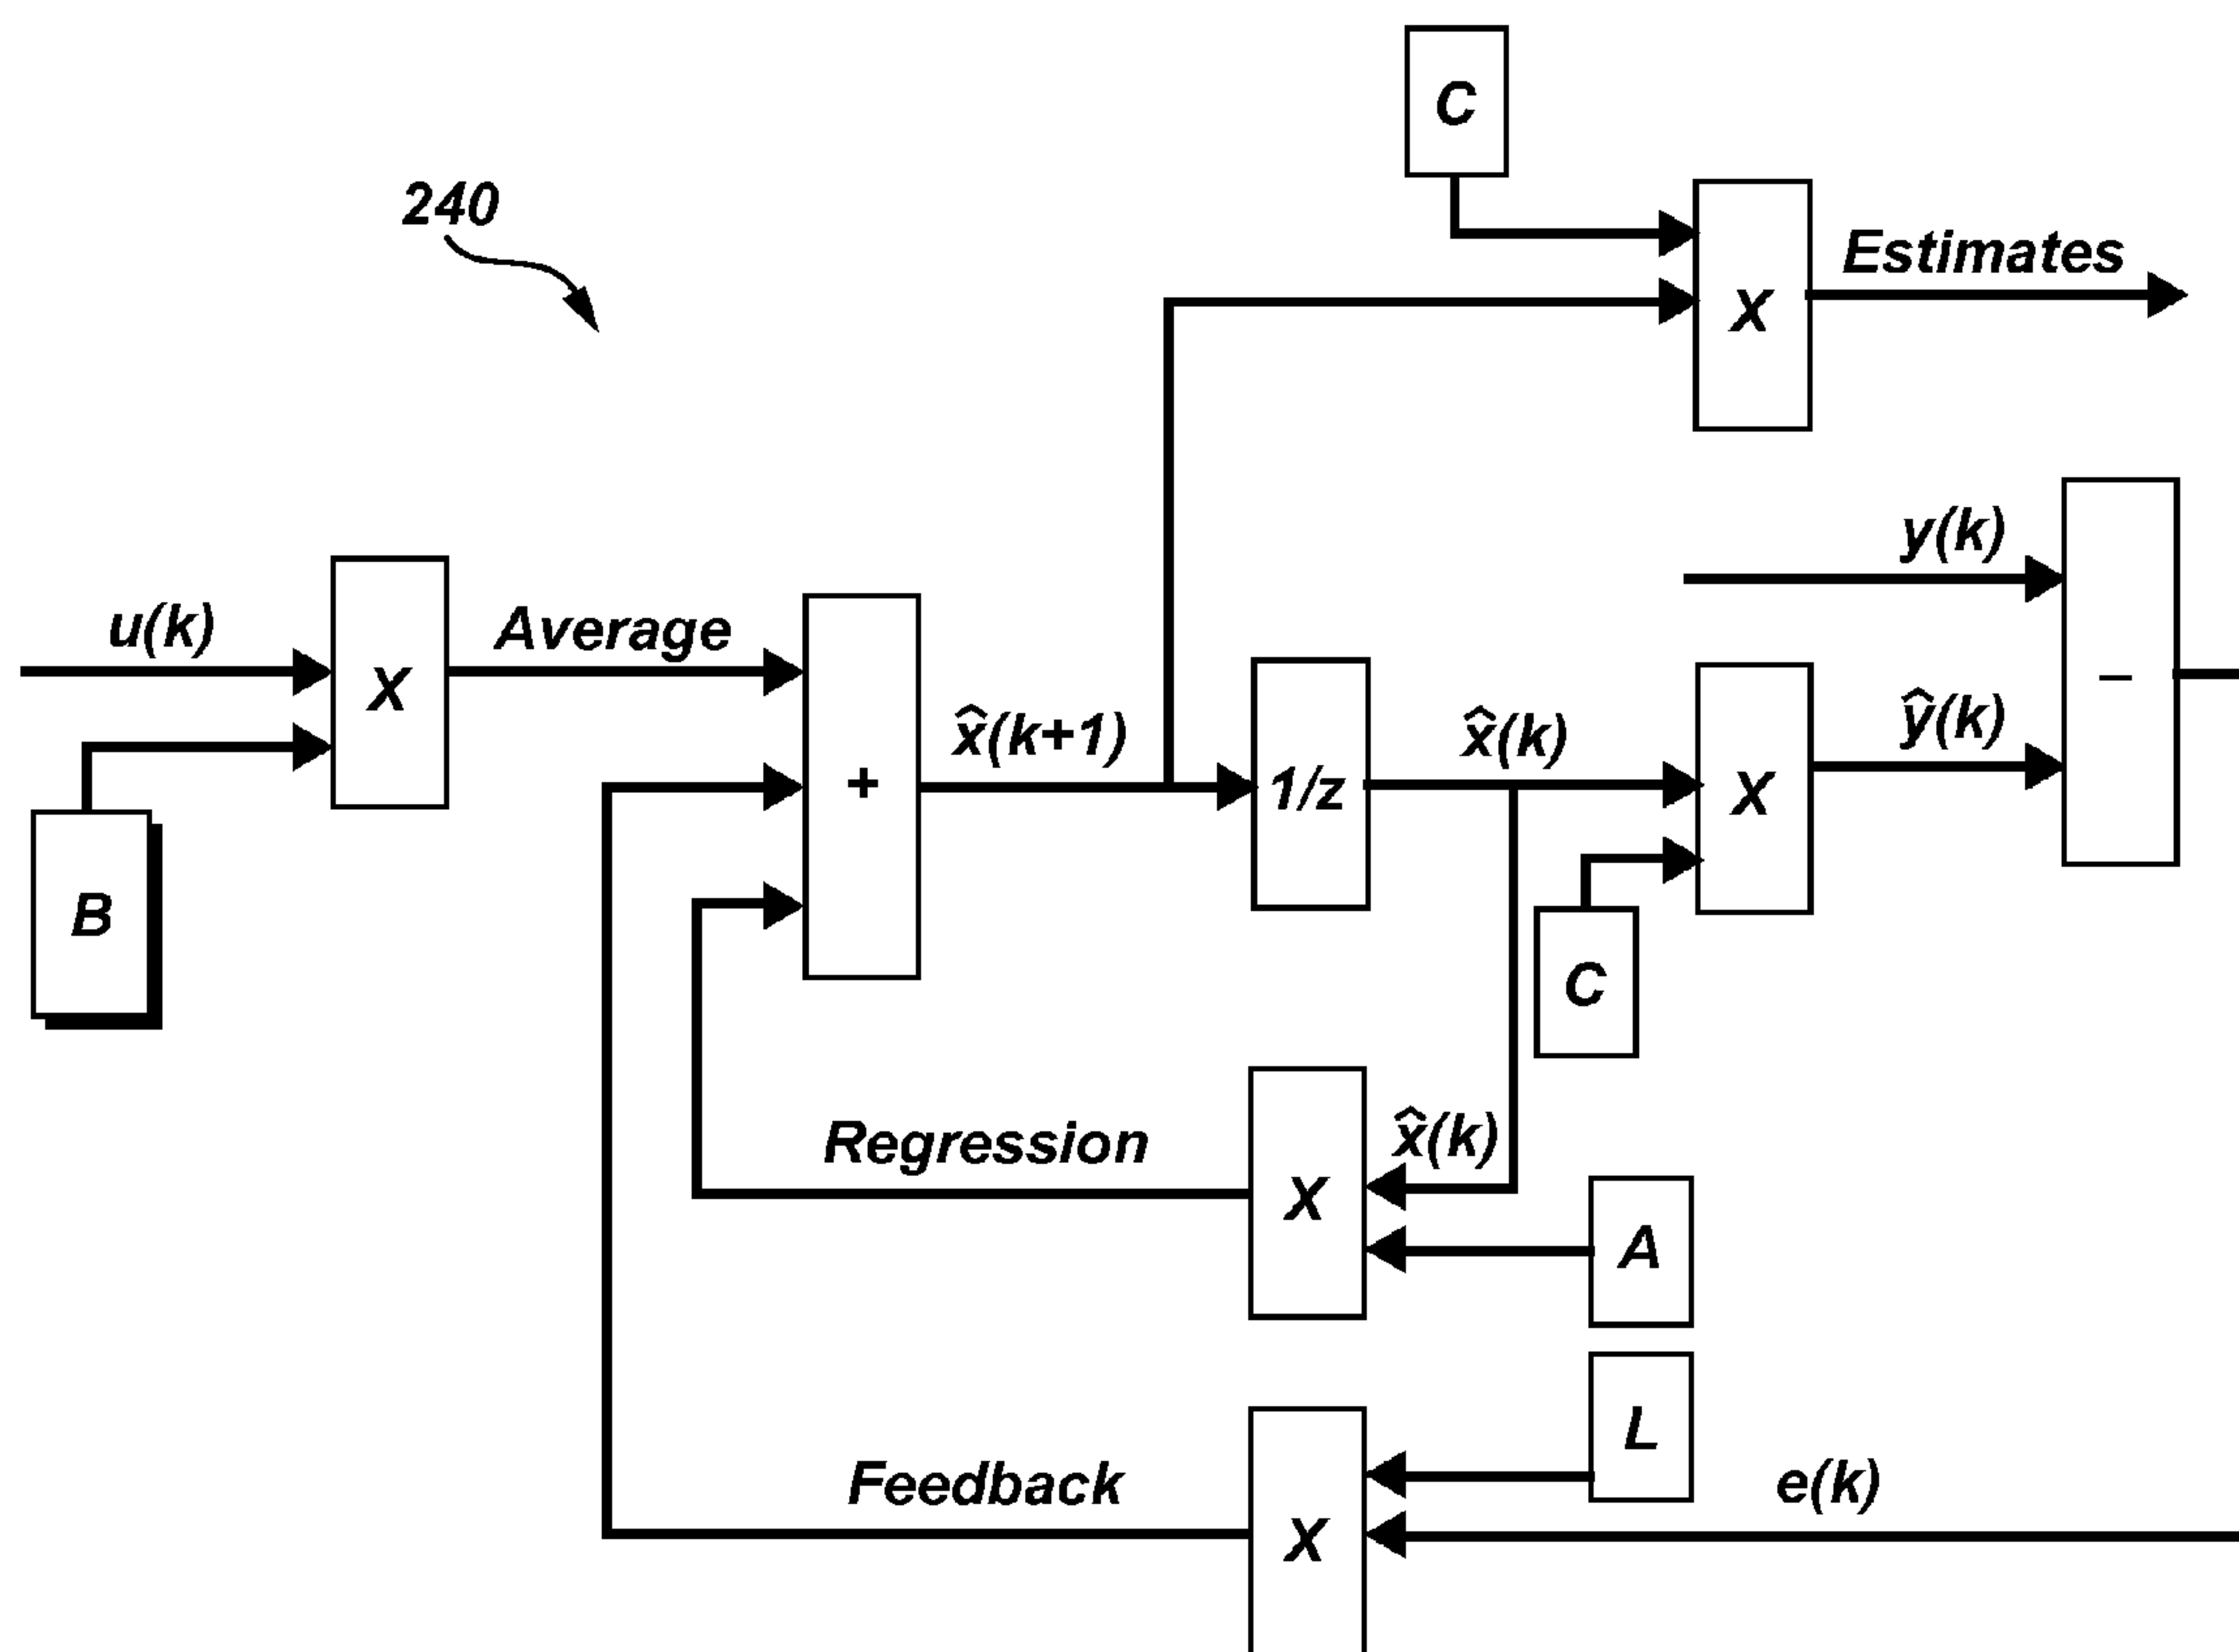 C
240
Estimates
X
y(k)
u(k)
Average
X
–
x̂(k+1)
x̂(k)
ŷ(k)
+
1/z
X
B
C
Regression
x̂(k)
X
A
L
Feedback
e(k)
X